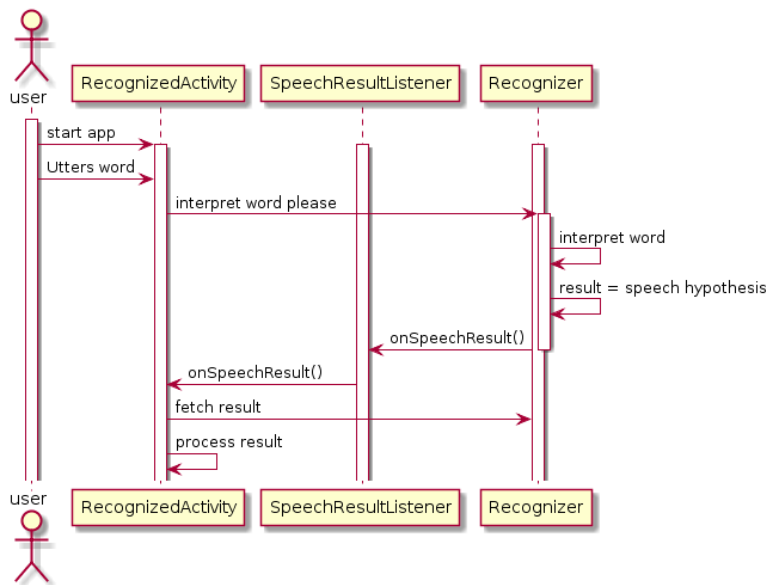 user
RecognizedActivity
SpeechResultListener
Recognizer
start app
Utters word
interpret word please
interpret word
result = speech hypothesis
onSpeechResult()
onSpeechResult()
fetch result
process result
user
RecognizedActivity
SpeechResultListener
Recognizer